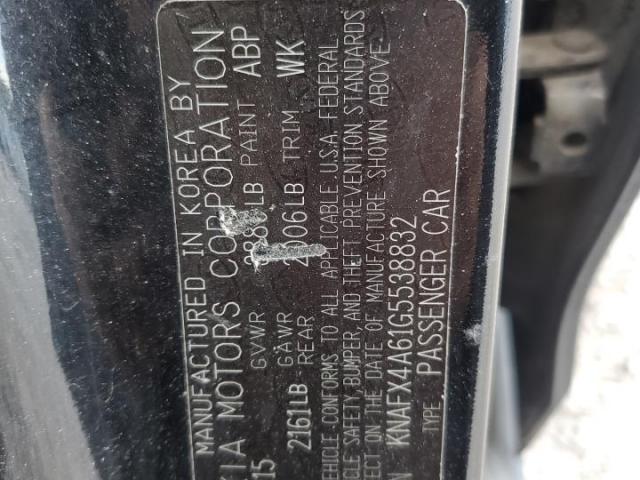 MANUFACTURED IN KOREA BY
KIA MOTORS CORPORATION
15 GVWR LB PAINT ABP
2161LB GAWR REAR LB TRIM WK
VEHICLE CONFORMS TO ALL APPLICABLE U.S.A. FEDERAL
VEHICLE SAFETY, BUMPER, AND THEFT PREVENTION STANDARDS
EFFECT ON THE DATE OF MANUFACTURE SHOWN ABOVE
N KNAFX4A61G5538832
TYPE: PASSENGER CAR